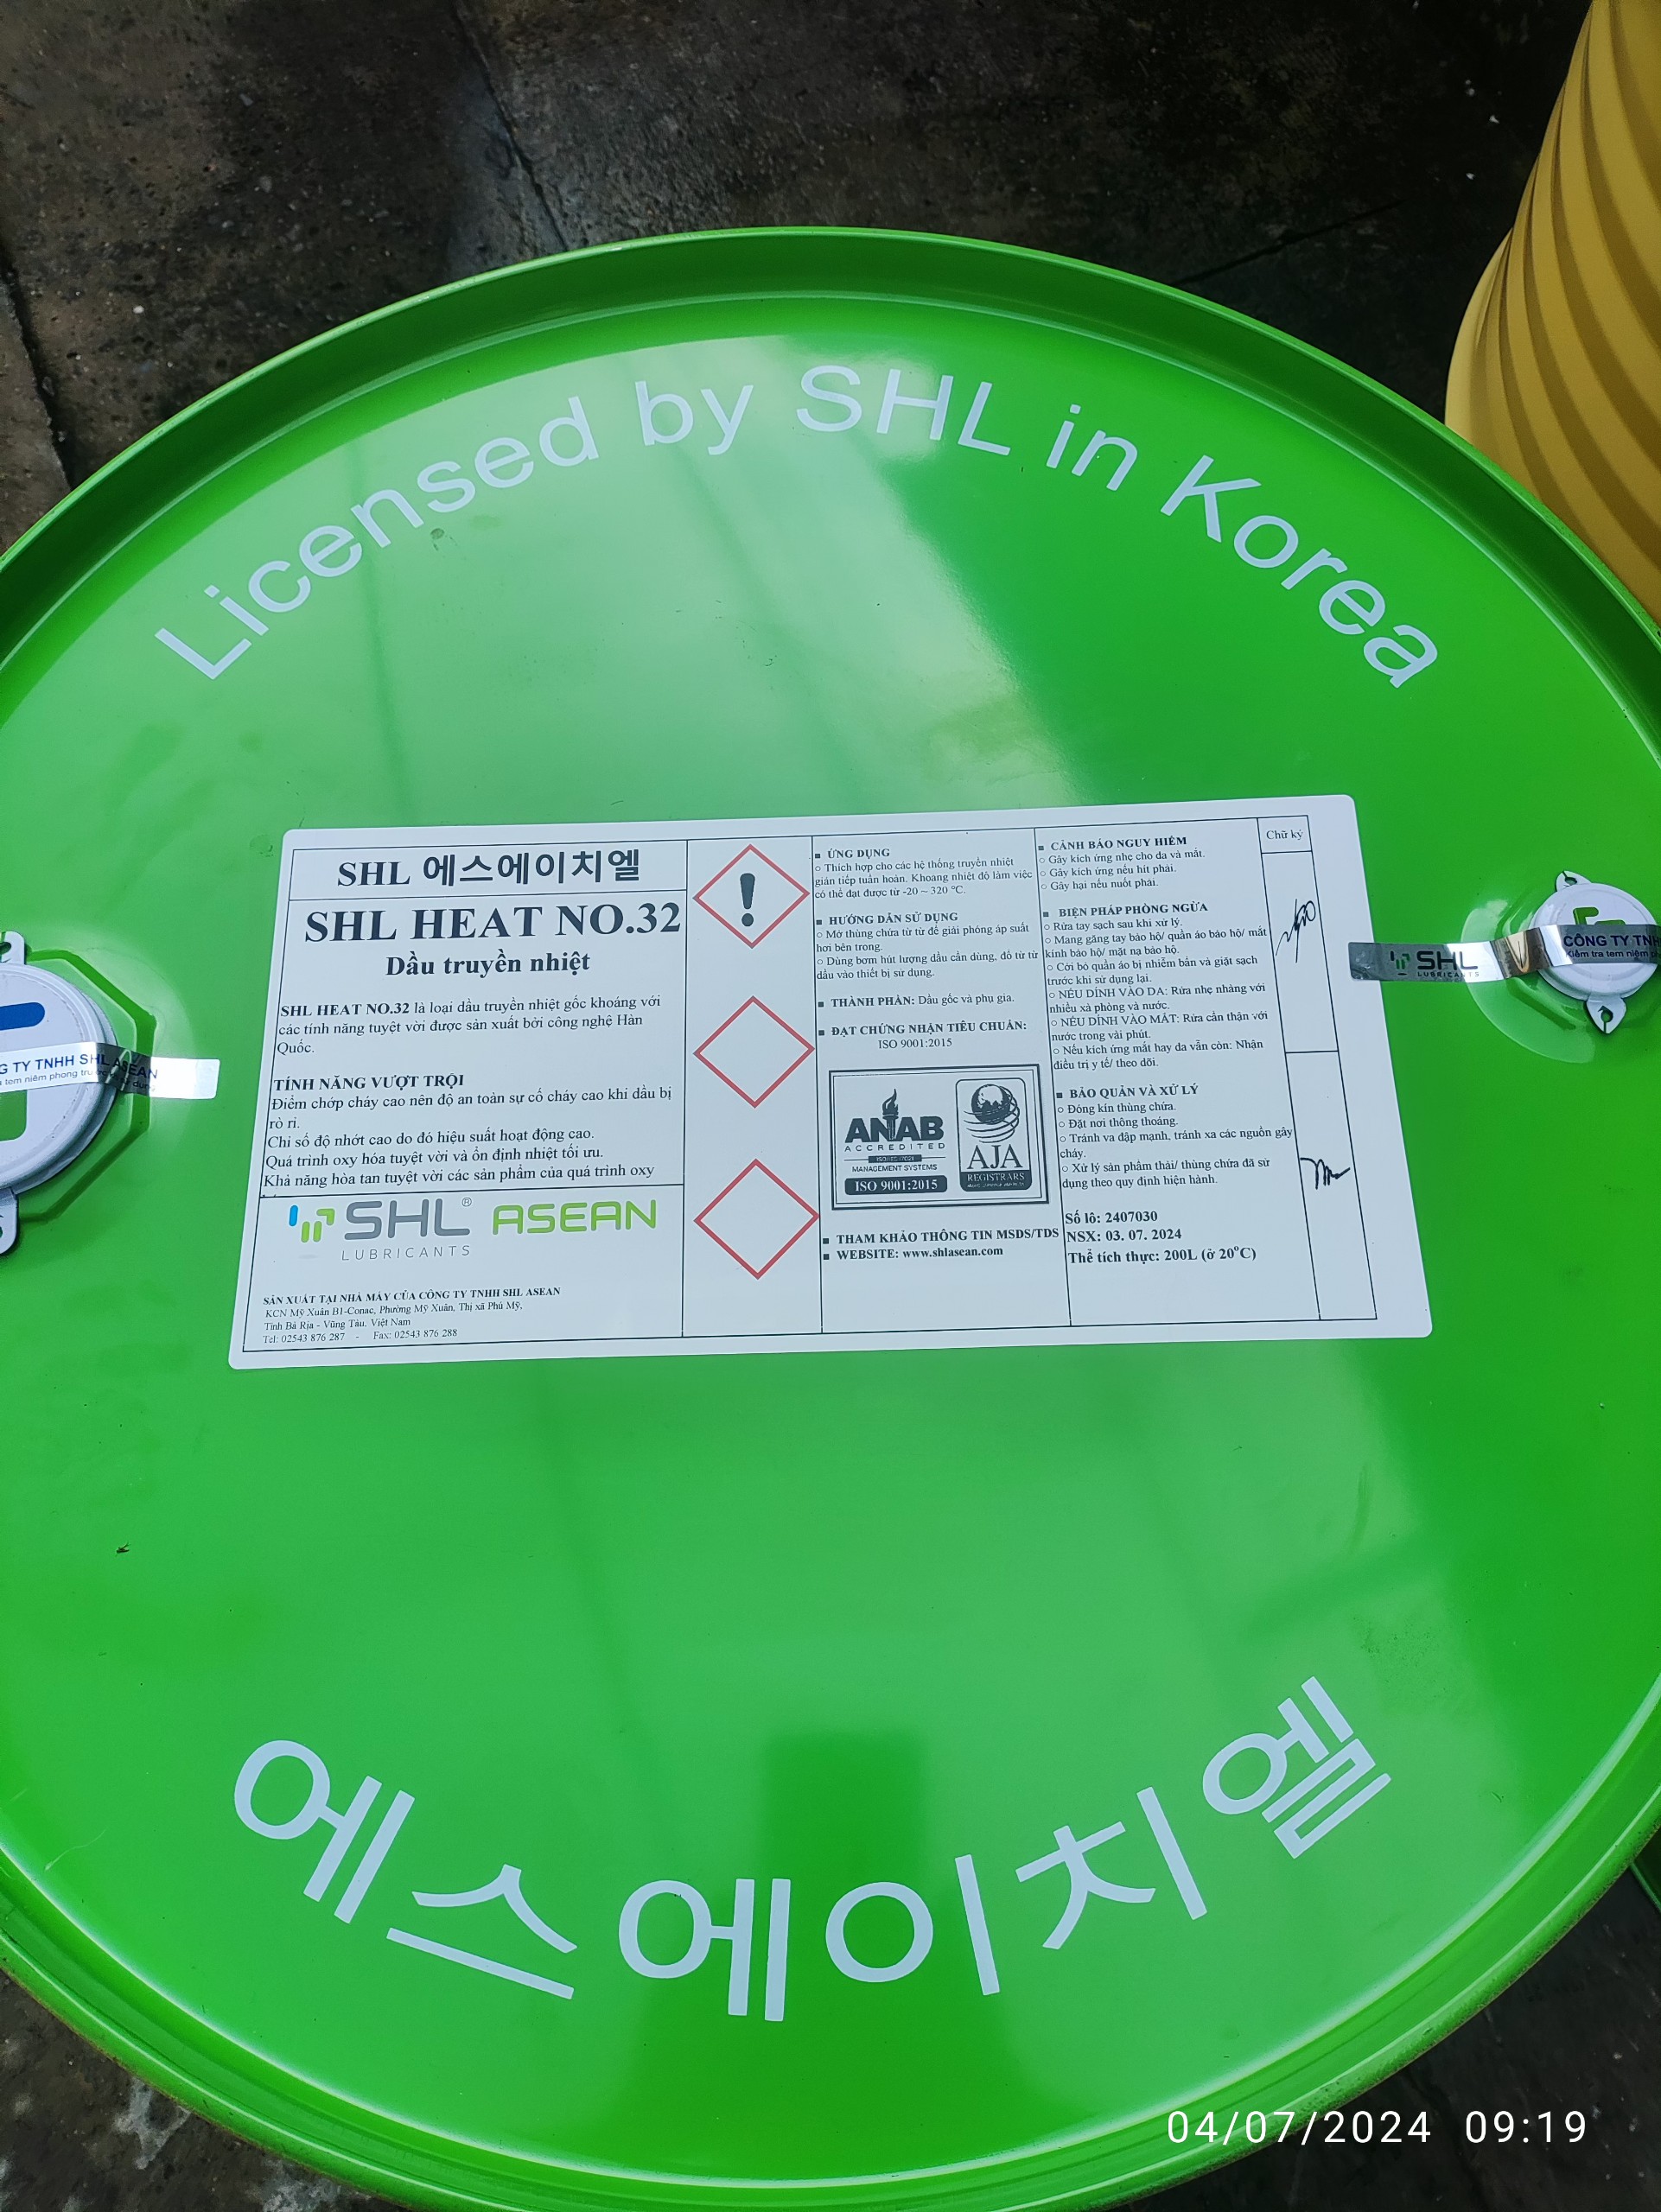 Licensed by SHL in Korea
SHL 에스에이치엘
SHL HEAT NO.32
Dầu truyền nhiệt
SHL HEAT NO.32 là loại dầu truyền nhiệt gốc khoáng với
các tính năng tuyệt vời được sản xuất bởi công nghệ Hàn
Quốc.
TÍNH NĂNG VƯỢT TRỘI
Điểm chớp cháy cao nên độ an toàn sự cố cháy cao khi dầu bị
rò rỉ.
Chỉ số độ nhớt cao do đó hiệu suất hoạt động cao.
Quá trình oxy hóa tuyệt vời và ổn định nhiệt tối ưu.
Khả năng hòa tan tuyệt vời các sản phẩm của quá trình oxy
SHL® ASEAN
LUBRICANTS
SẢN XUẤT TẠI NHÀ MÁY CỦA CÔNG TY TNHH SHL ASEAN
KCN Mỹ Xuân B1-Conac, Phường Mỹ Xuân, Thị xã Phú Mỹ,
Tỉnh Bà Rịa - Vũng Tàu, Việt Nam
Tel: 02543 876 287 - Fax: 02543 876 288
■ ỨNG DỤNG
○ Thích hợp cho các hệ thống truyền nhiệt
gián tiếp tuần hoàn. Khoảng nhiệt độ làm việc
có thể đạt được từ -20 ~ 320 °C.
■ HƯỚNG DẪN SỬ DỤNG
○ Mở thùng chứa từ từ để giải phóng áp suất
hơi bên trong.
○ Dùng bơm hút lượng dầu cần dùng, đổ từ từ
dầu vào thiết bị sử dụng.
■ THÀNH PHẦN: Dầu gốc và phụ gia.
■ ĐẠT CHỨNG NHẬN TIÊU CHUẨN:
ISO 9001:2015
ANAB
ACCREDITED
MANAGEMENT SYSTEMS
ISO 9001:2015
AJA
REGISTRARS
■ THAM KHẢO THÔNG TIN MSDS/TDS
■ WEBSITE: www.shlasean.com
■ CẢNH BÁO NGUY HIỂM
○ Gây kích ứng nhẹ cho da và mắt.
○ Gây kích ứng nếu hít phải.
○ Gây hại nếu nuốt phải.
■ BIỆN PHÁP PHÒNG NGỪA
○ Rửa tay sạch sau khi xử lý.
○ Mang găng tay bảo hộ/ quần áo bảo hộ/ mắt
kính bảo hộ/ mặt nạ bảo hộ.
○ Cởi bỏ quần áo bị nhiễm bẩn và giặt sạch
trước khi sử dụng lại.
○ NẾU DÍNH VÀO DA: Rửa nhẹ nhàng với
nhiều xà phòng và nước.
○ NẾU DÍNH VÀO MẮT: Rửa cẩn thận với
nước trong vài phút.
○ Nếu kích ứng mắt hay da vẫn còn: Nhận
điều trị y tế/ theo dõi.
■ BẢO QUẢN VÀ XỬ LÝ
○ Đóng kín thùng chứa.
○ Đặt nơi thông thoáng.
○ Tránh va đập mạnh, tránh xa các nguồn gây
cháy.
○ Xử lý sản phẩm thải/ thùng chứa đã sử
dụng theo quy định hiện hành.
Số lô: 2407030
NSX: 03. 07. 2024
Thể tích thực: 200L (ở 20°C)
Chữ ký
SHL
LUBRICANTS
CÔNG TY TNH
Kiểm tra tem niêm
G TY TNHH SHL ASEAN
tem niêm phong trước
에스에이치엘
04/07/2024 09:19